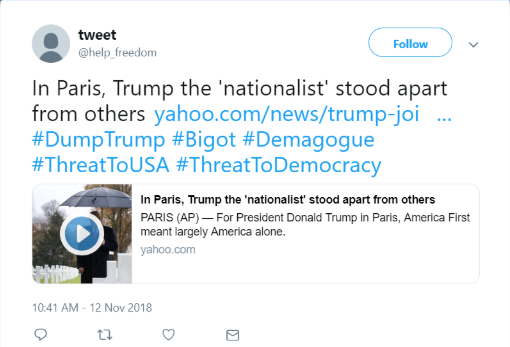 tweet
@help_freedom
Follow
In Paris, Trump the 'nationalist' stood apart
from others yahoo.com/news/trump-joi ...
#DumpTrump #Bigot #Demagogue
#ThreatToUSA #ThreatToDemocracy
In Paris, Trump the 'nationalist' stood apart from others
PARIS (AP) — For President Donald Trump in Paris, America First
meant largely America alone.
yahoo.com
10:41 AM - 12 Nov 2018